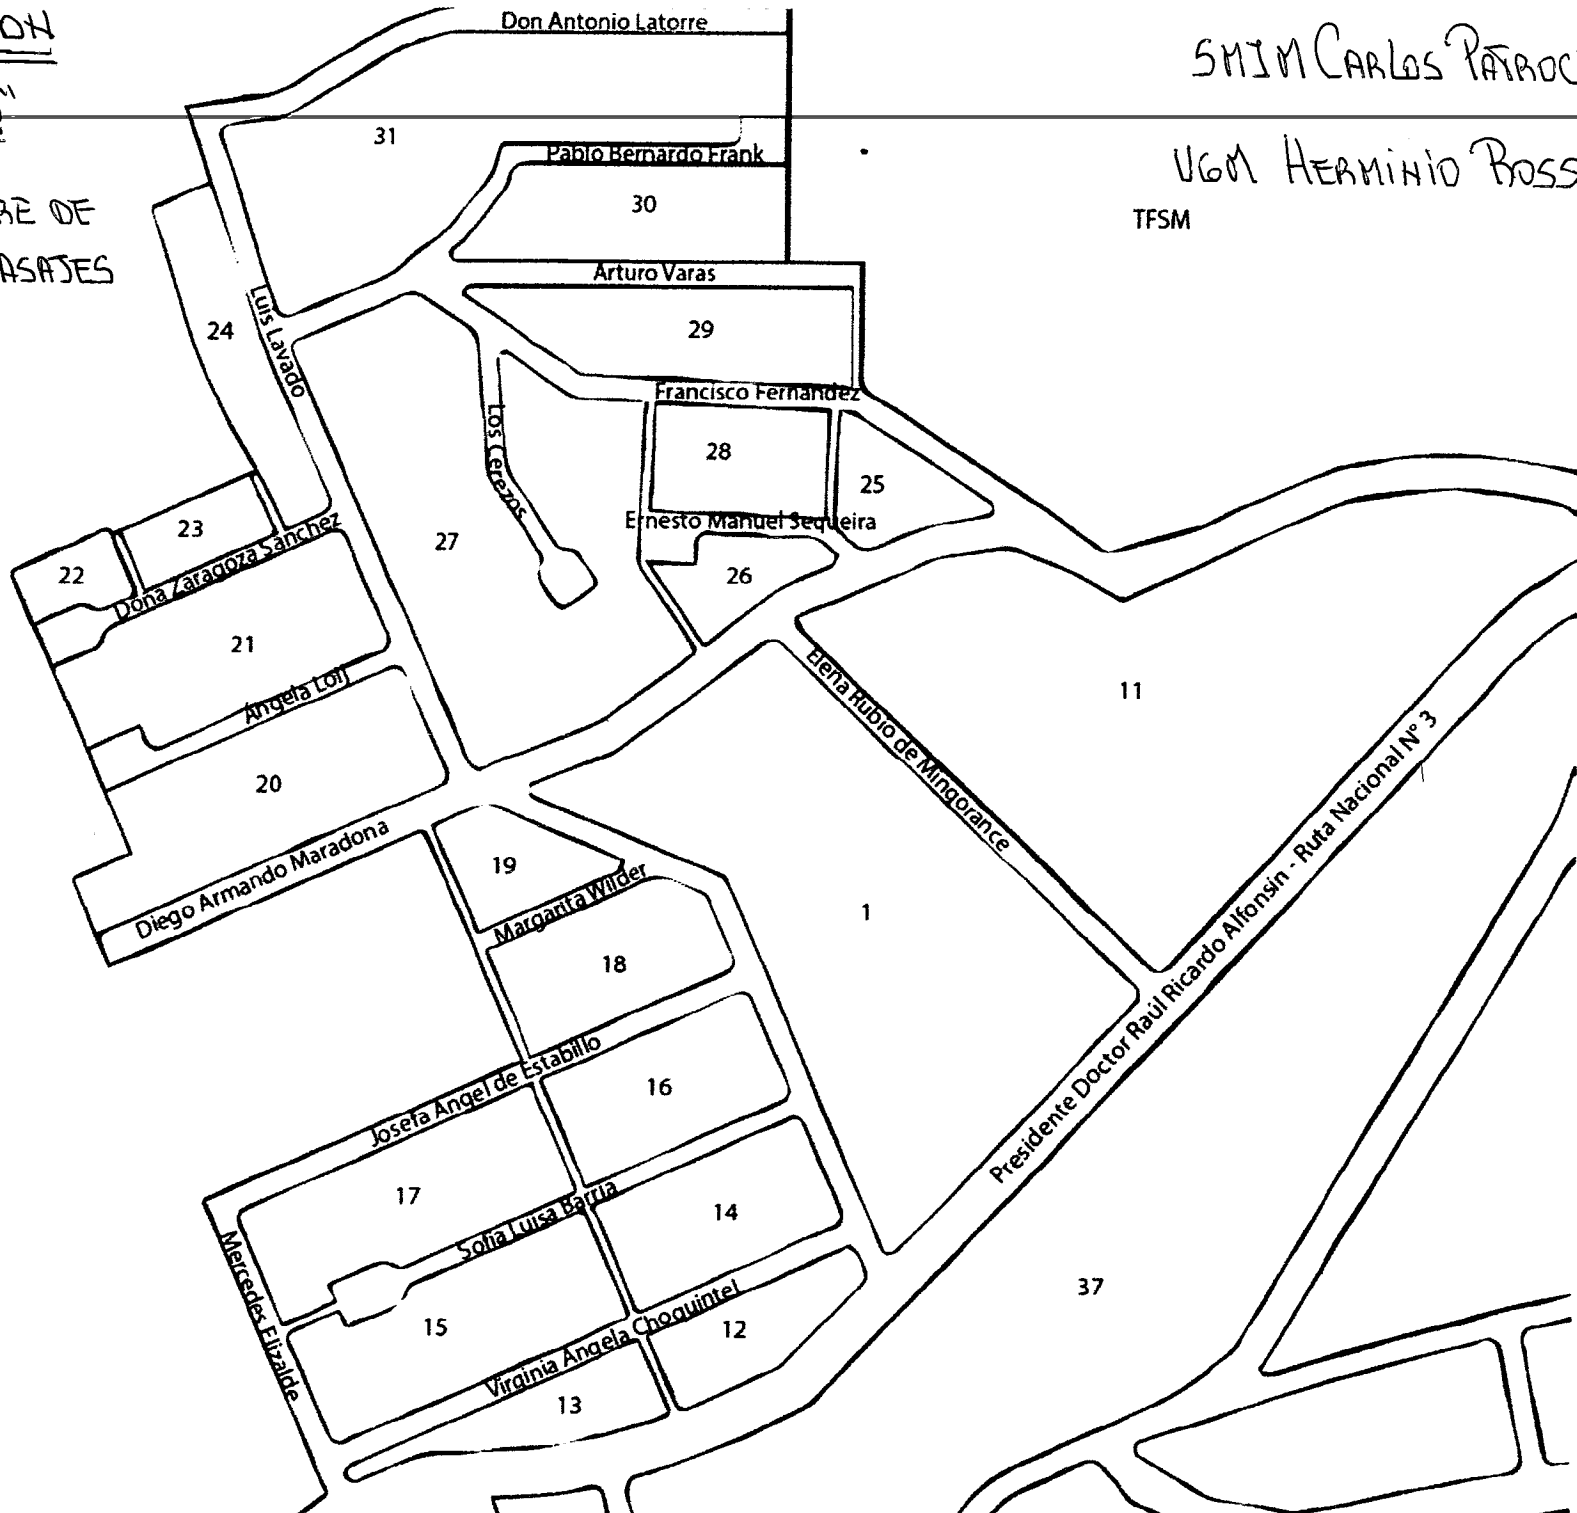 Don Antonio Latorre
SMIM CARLOS
31
Pablo Bernardo Frank
VGM HERMINIO
30
TFSM
RE DE
ASAJES
Arturo Varas
Luis Lavado
24
29
Francisco Fernandez
Los Cerezos
28
25
Ernesto Manuel Sequeira
23
27
22
26
Doña Zaragoza Sanchez
21
Elena Rubio de Mingorance
11
Ángela Loij
20
Presidente Doctor Raúl Ricardo Alfonsín - Ruta Nacional N° 3
Diego Armando Maradona
19
Margarita Wilder
1
18
Josefa Angel de Estabillo
16
17
Sofia Luisa Barria
14
Mercedes Elizalde
37
15
Virginia Angela Choquintel
12
13